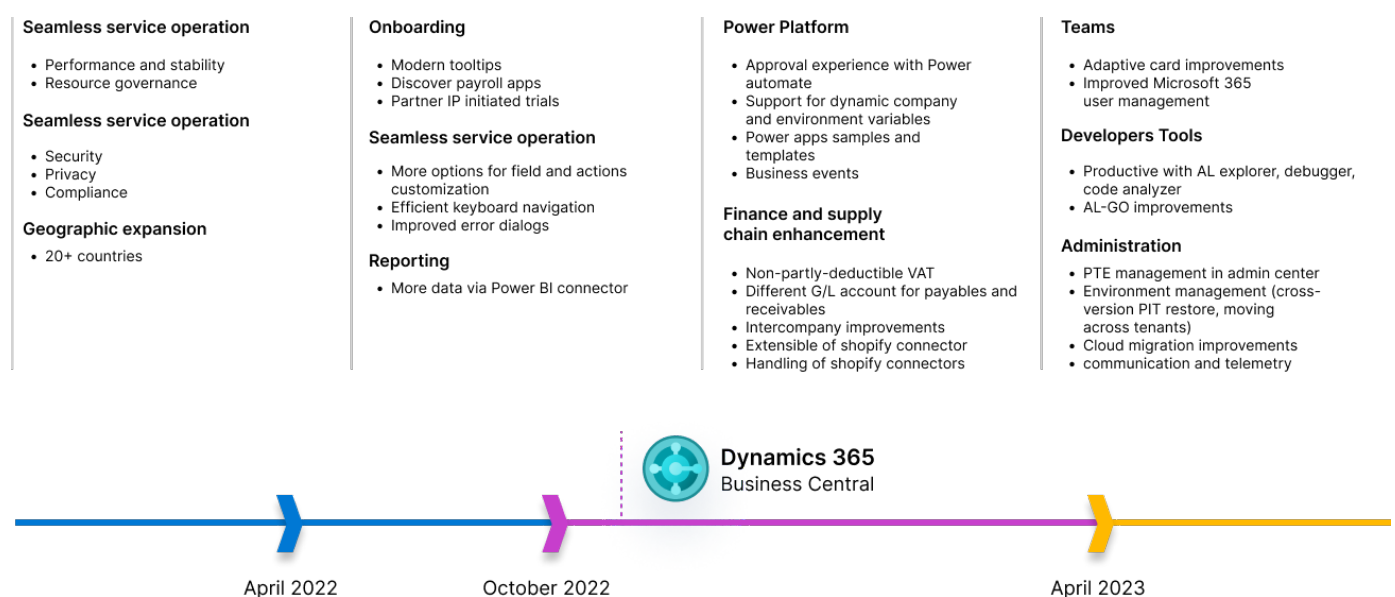 Seamless service operation
• Performance and stability
• Resource governance
Seamless service operation
• Security
• Privacy
• Compliance
Geographic expansion
• 20+ countries
Onboarding
• Modern tooltips
• Discover payroll apps
• Partner IP initiated trials
Seamless service operation
• More options for field and actions
customization
• Efficient keyboard navigation
• Improved error dialogs
Reporting
• More data via Power BI connector
Power Platform
• Approval experience with Power
automate
• Support for dynamic company
and environment variables
• Power apps samples and
templates
• Business events
Finance and supply
chain enhancement
• Non-partly-deductible VAT
• Different G/L account for payables and
receivables
• Intercompany improvements
• Extensible of shopify connector
• Handling of shopify connectors
Teams
• Adaptive card improvements
• Improved Microsoft 365
user management
Developers Tools
• Productive with AL explorer, debugger,
code analyzer
• AL-GO improvements
Administration
• PTE management in admin center
• Environment management (cross-
version PIT restore, moving
across tenants)
• Cloud migration improvements
• communication and telemetry
Dynamics 365
Business Central
April 2022
October 2022
April 2023